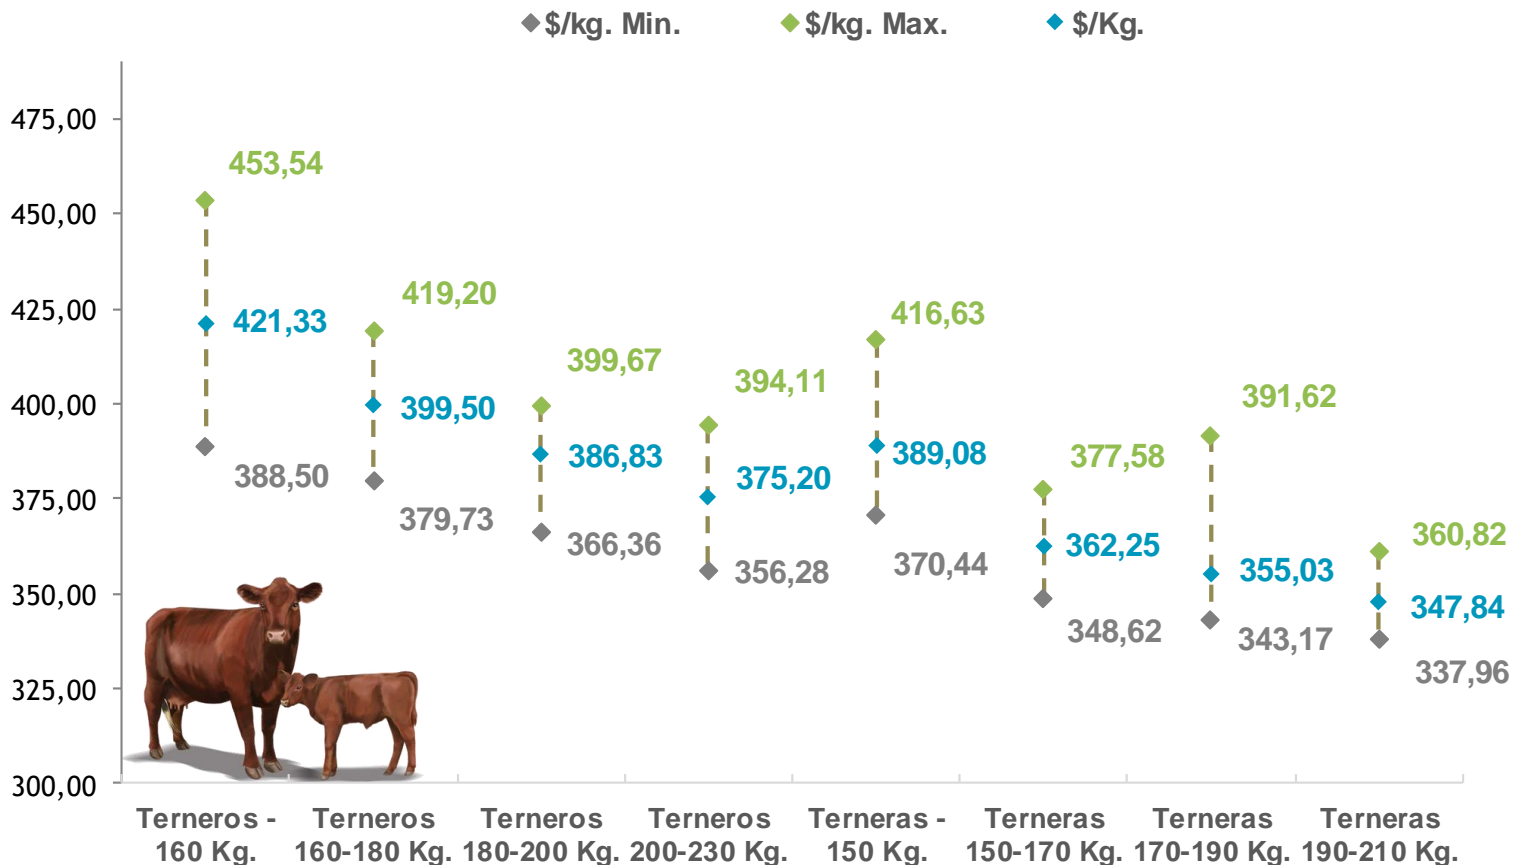 $/kg. Min. $/kg. Max. $/Kg.
475,00
450,00
425,00
400,00
375,00
350,00
325,00
300,00
453,54
421,33
388,50
419,20
399,50
379,73
399,67
386,83
366,36
394,11
375,20
356,28
416,63
389,08
370,44
377,58
362,25
348,62
391,62
355,03
343,17
360,82
347,84
337,96
Terneros -
160 Kg.
Terneros
160-180 Kg.
Terneros
180-200 Kg.
Terneros
200-230 Kg.
Terneras -
150 Kg.
Terneras
150-170 Kg.
Terneras
170-190 Kg.
Terneras
190-210 Kg.